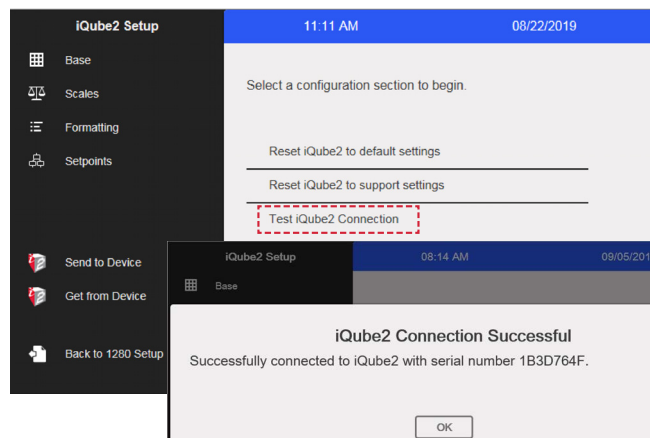 iQube2 Setup
11:11 AM
08/22/2019
Base
Scales
Formatting
Setpoints
Send to Device
Get from Device
Back to 1280 Setup
Select a configuration section to begin.
Reset iQube2 to default settings
Reset iQube2 to support settings
Test iQube2 Connection
iQube2 Setup
08:14 AM
09/05/201
Base
iQube2 Connection Successful
Successfully connected to iQube2 with serial number 1B3D764F.
OK